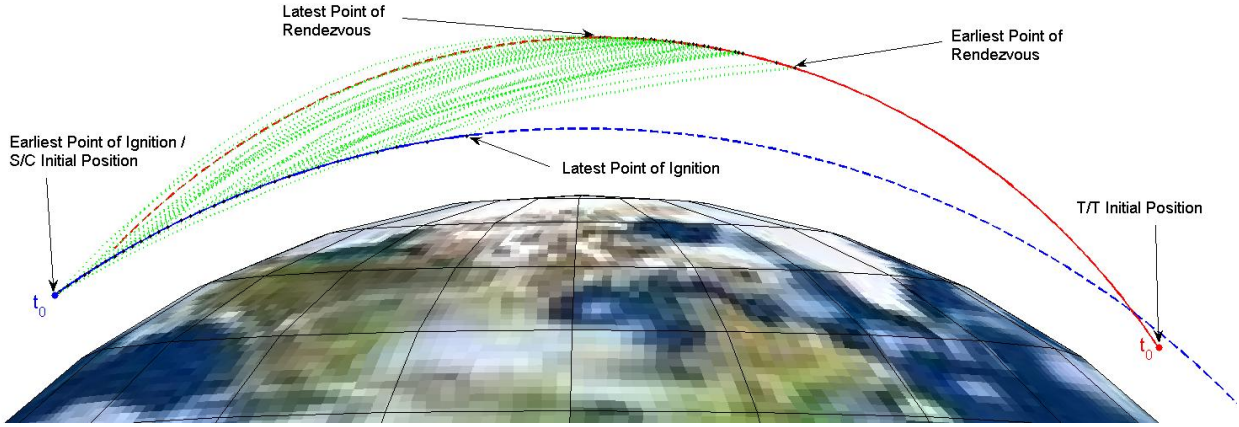 Latest Point of
Rendezvous
Earliest Point of
Rendezvous
Earliest Point of Ignition /
S/C Initial Position
Latest Point of Ignition
T/T Initial Position
t0
t0